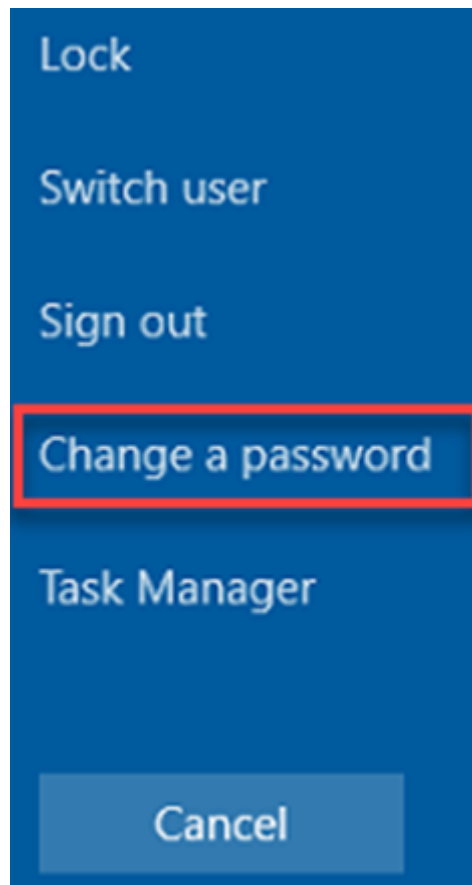 Lock
Switch user
Sign out
Change a password
Task Manager
Cancel